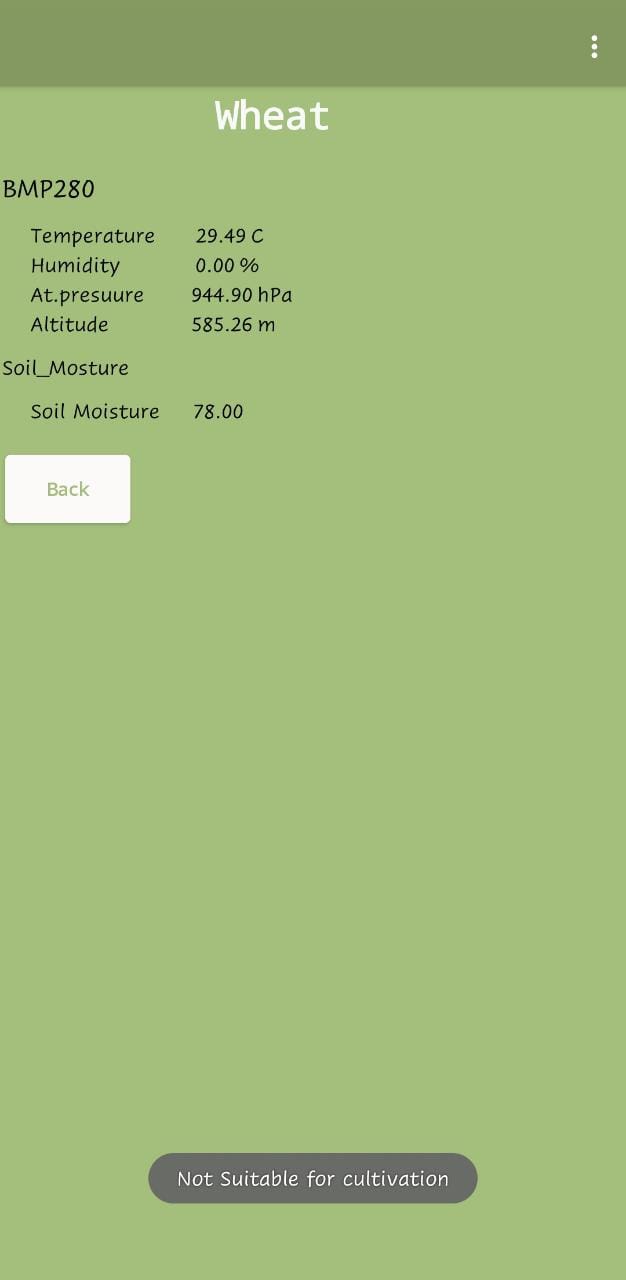 Wheat
BMP280
Temperature 29.49 C
Humidity 0.00 %
At.presuure 944.90 hPa
Altitude 585.26 m
Soil_Mosture
Soil Moisture 78.00
Back
Not Suitable for cultivation